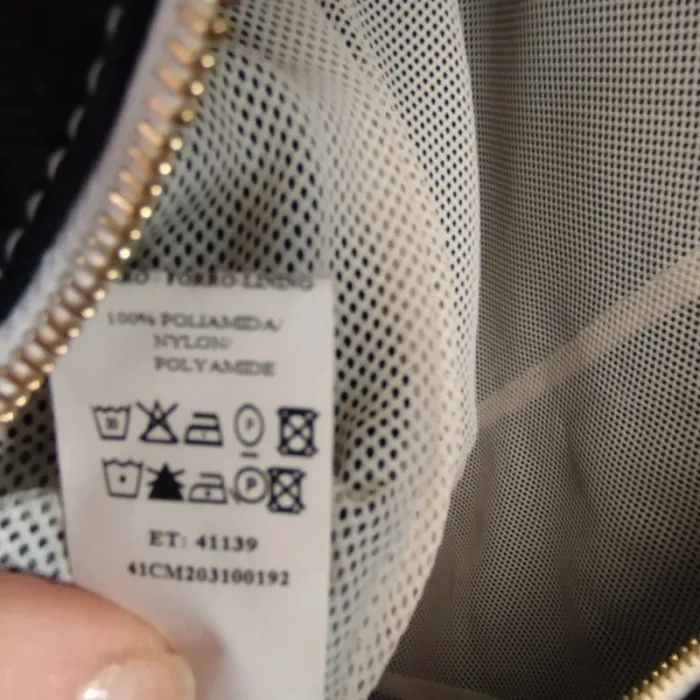 FORRO-LINING
100% POLIAMIDA/
NYLON/
POLYAMIDE
P
P
ET: 41139
41CM203100192